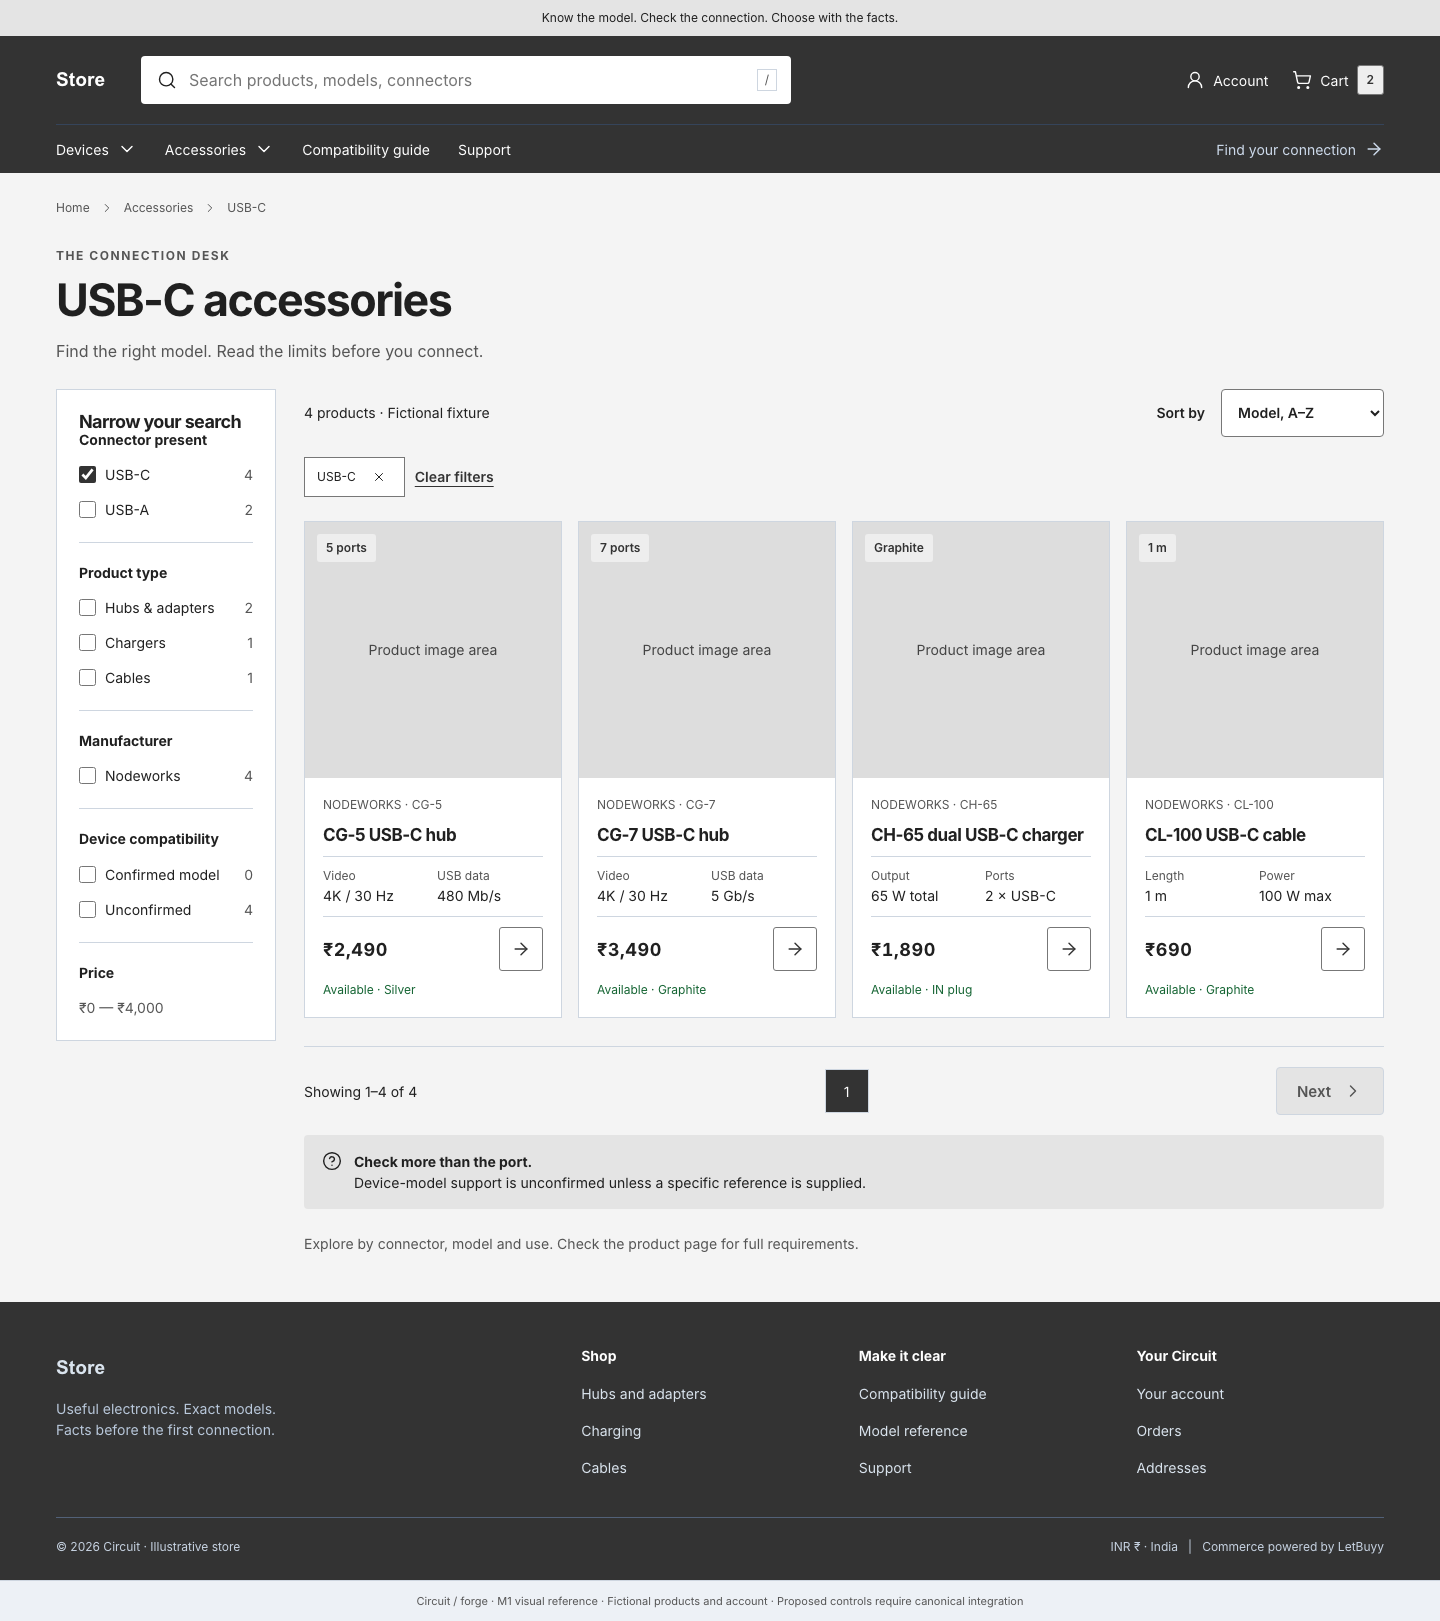 Know the model. Check the connection. Choose with the facts.
Store
Search products, models, connectors
/
Account
Cart
2
Devices
Accessories
Compatibility guide
Support
Find your connection
Home
Accessories
USB-C
THE CONNECTION DESK
USB-C accessories
Find the right model. Read the limits before you connect.
Narrow your search
Connector present
USB-C 4
USB-A 2
Product type
Hubs & adapters 2
Chargers 1
Cables 1
Manufacturer
Nodeworks 4
Device compatibility
Confirmed model 0
Unconfirmed 4
Price
₹0 — ₹4,000
4 products · Fictional fixture
Sort by
Model, A–Z
USB-C
Clear filters
5 ports
Product image area
NODEWORKS · CG-5
CG-5 USB-C hub
Video USB data
4K / 30 Hz 480 Mb/s
₹2,490
Available · Silver
7 ports
Product image area
NODEWORKS · CG-7
CG-7 USB-C hub
Video USB data
4K / 30 Hz 5 Gb/s
₹3,490
Available · Graphite
Graphite
Product image area
NODEWORKS · CH-65
CH-65 dual USB-C charger
Output Ports
65 W total 2 × USB-C
₹1,890
Available · IN plug
1 m
Product image area
NODEWORKS · CL-100
CL-100 USB-C cable
Length Power
1 m 100 W max
₹690
Available · Graphite
Showing 1–4 of 4
1
Next
Check more than the port.
Device-model support is unconfirmed unless a specific reference is supplied.
Explore by connector, model and use. Check the product page for full requirements.
Store
Useful electronics. Exact models.
Facts before the first connection.
Shop
Hubs and adapters
Charging
Cables
Make it clear
Compatibility guide
Model reference
Support
Your Circuit
Your account
Orders
Addresses
© 2026 Circuit · Illustrative store
INR ₹ · India | Commerce powered by LetBuyy
Circuit / forge · M1 visual reference · Fictional products and account · Proposed controls require canonical integration